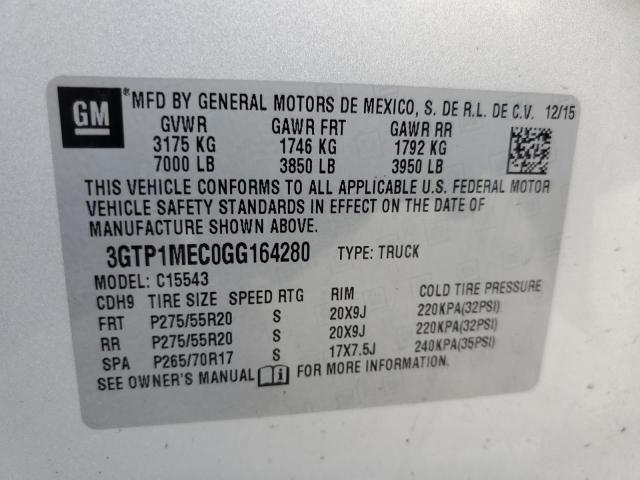 GM
*MFD BY GENERAL MOTORS DE MEXICO, S. DE R.L. DE C.V. 12/15
GVWR GAWR FRT GAWR RR
3175 KG 1746 KG 1792 KG
7000 LB 3850 LB 3950 LB
THIS VEHICLE CONFORMS TO ALL APPLICABLE U.S. FEDERAL MOTOR
VEHICLE SAFETY STANDARDS IN EFFECT ON THE DATE OF
MANUFACTURE SHOWN ABOVE.
3GTP1MEC0GG164280 TYPE: TRUCK
MODEL: C15543
CDH9 TIRE SIZE SPEED RTG RIM COLD TIRE PRESSURE
FRT P275/55R20 S 20X9J 220KPA(32PSI)
RR P275/55R20 S 20X9J 220KPA(32PSI)
SPA P265/70R17 S 17X7.5J 240KPA(35PSI)
SEE OWNER'S MANUAL i FOR MORE INFORMATION.